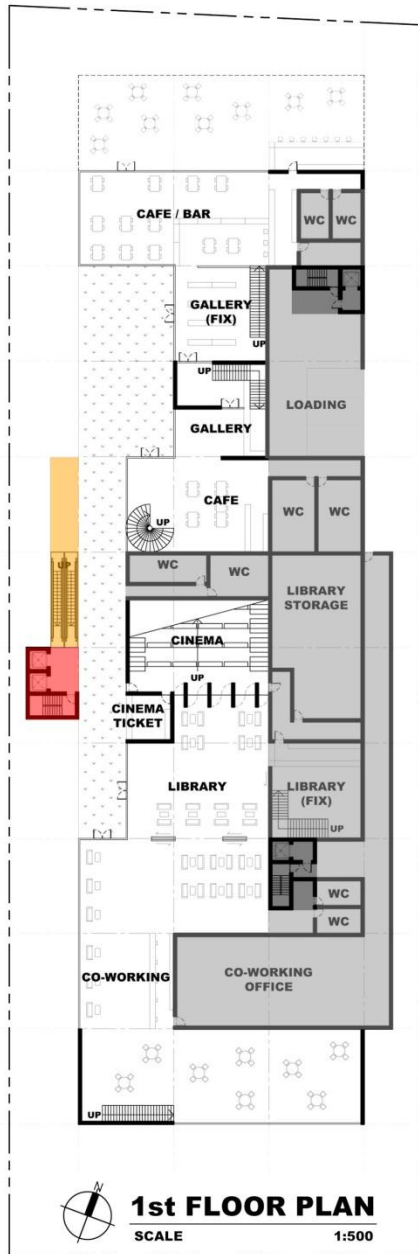 CAFE / BAR
WC
WC
GALLERY
(FIX)
UP
UP
LOADING
GALLERY
CAFE
UP
WC
WC
UP
WC
WC
LIBRARY
STORAGE
CINEMA
UP
CINEMA
TICKET
LIBRARY
LIBRARY
(FIX)
UP
WC
WC
CO-WORKING
CO-WORKING
OFFICE
UP
N
1st FLOOR PLAN
SCALE 1:500